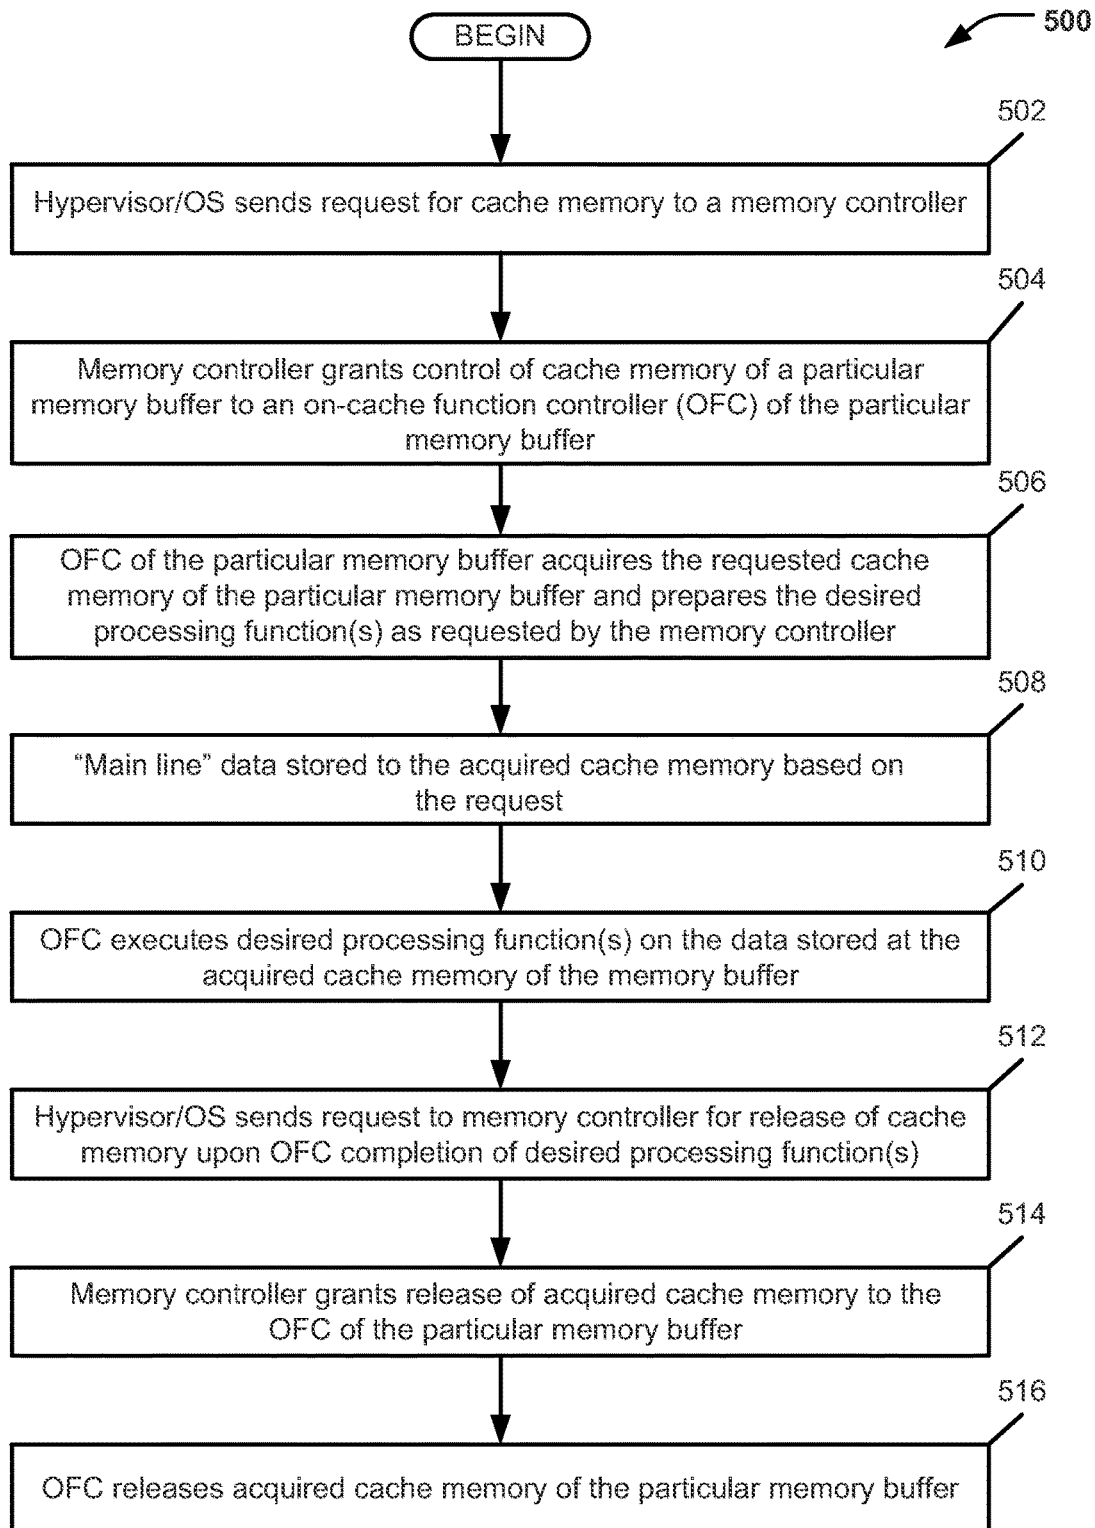 BEGIN
500
502
Hypervisor/OS sends request for cache memory to a memory controller
504
Memory controller grants control of cache memory of a particular
memory buffer to an on-cache function controller (OFC) of the particular
memory buffer
506
OFC of the particular memory buffer acquires the requested cache
memory of the particular memory buffer and prepares the desired
processing function(s) as requested by the memory controller
508
“Main line” data stored to the acquired cache memory based on
the request
510
OFC executes desired processing function(s) on the data stored at the
acquired cache memory of the memory buffer
512
Hypervisor/OS sends request to memory controller for release of cache
memory upon OFC completion of desired processing function(s)
514
Memory controller grants release of acquired cache memory to the
OFC of the particular memory buffer
516
OFC releases acquired cache memory of the particular memory buffer